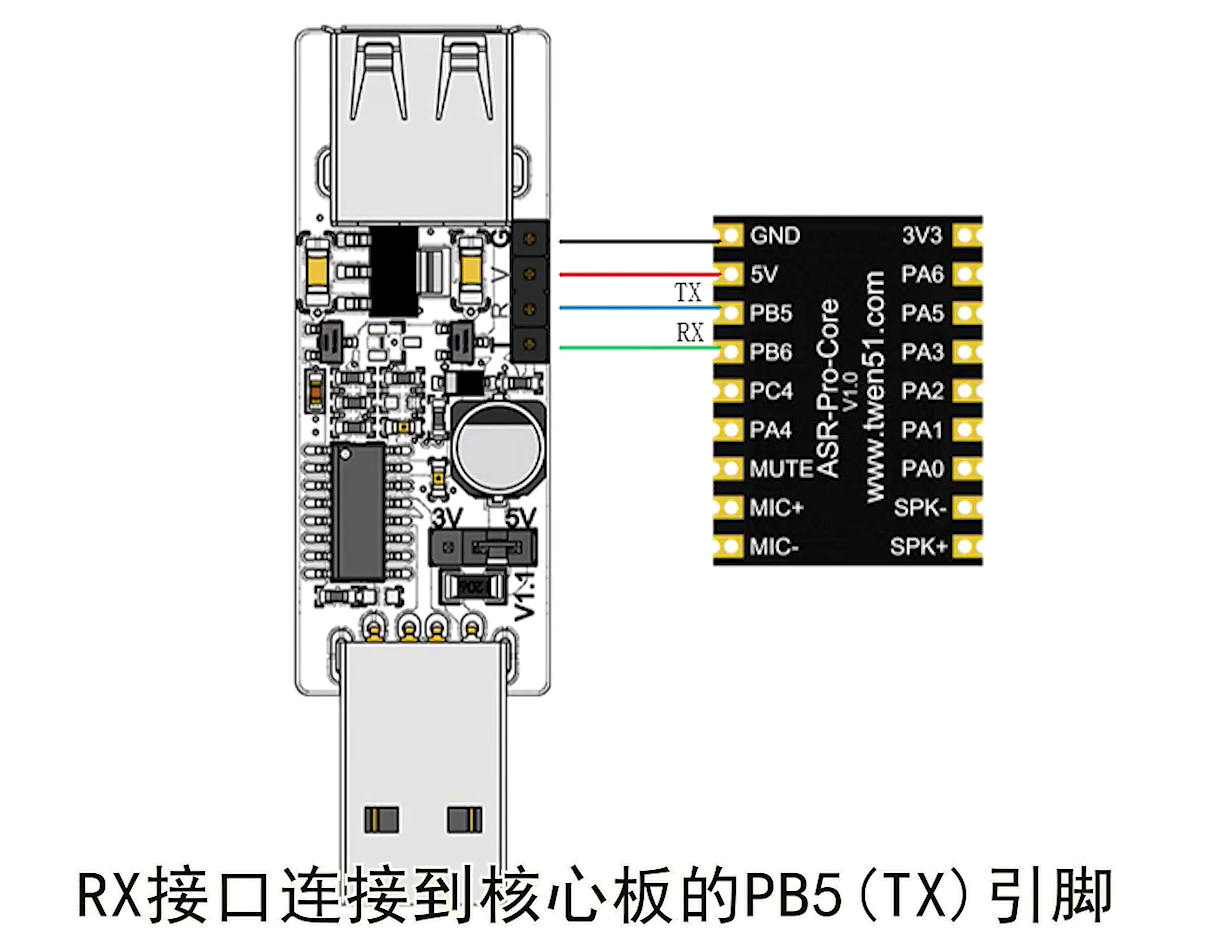 G
V
R
T
3V
5V
V1.1
TX
RX
GND
5V
PB5
PB6
PC4
PA4
MUTE
MIC+
MIC-
ASR-Pro-Core
V1.0
www.twen51.com
3V3
PA6
PA5
PA3
PA2
PA1
PA0
SPK-
SPK+
RX接口连接到核心板的PB5(TX)引脚